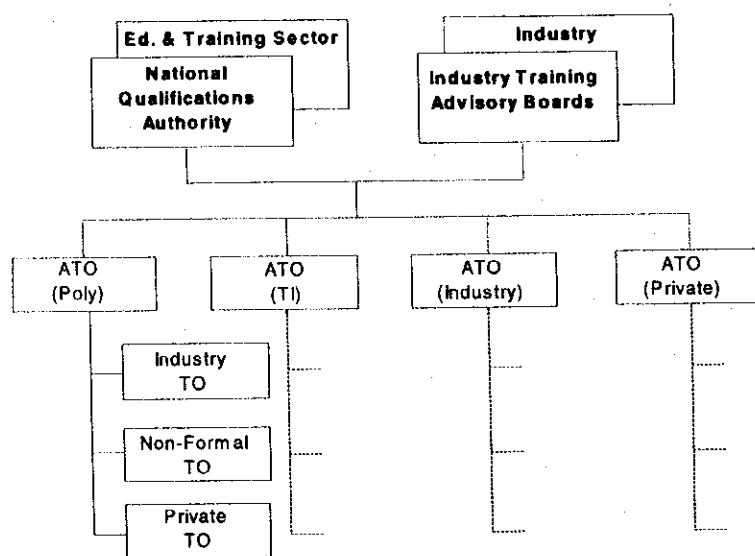 Ed. & Training Sector
National
Qualifications
Authority
Industry
Industry Training
Advisory Boards
ATO
(Poly)
ATO
(TI)
ATO
(Industry)
ATO
(Private)
Industry
TO
Non-Formal
TO
Private
TO